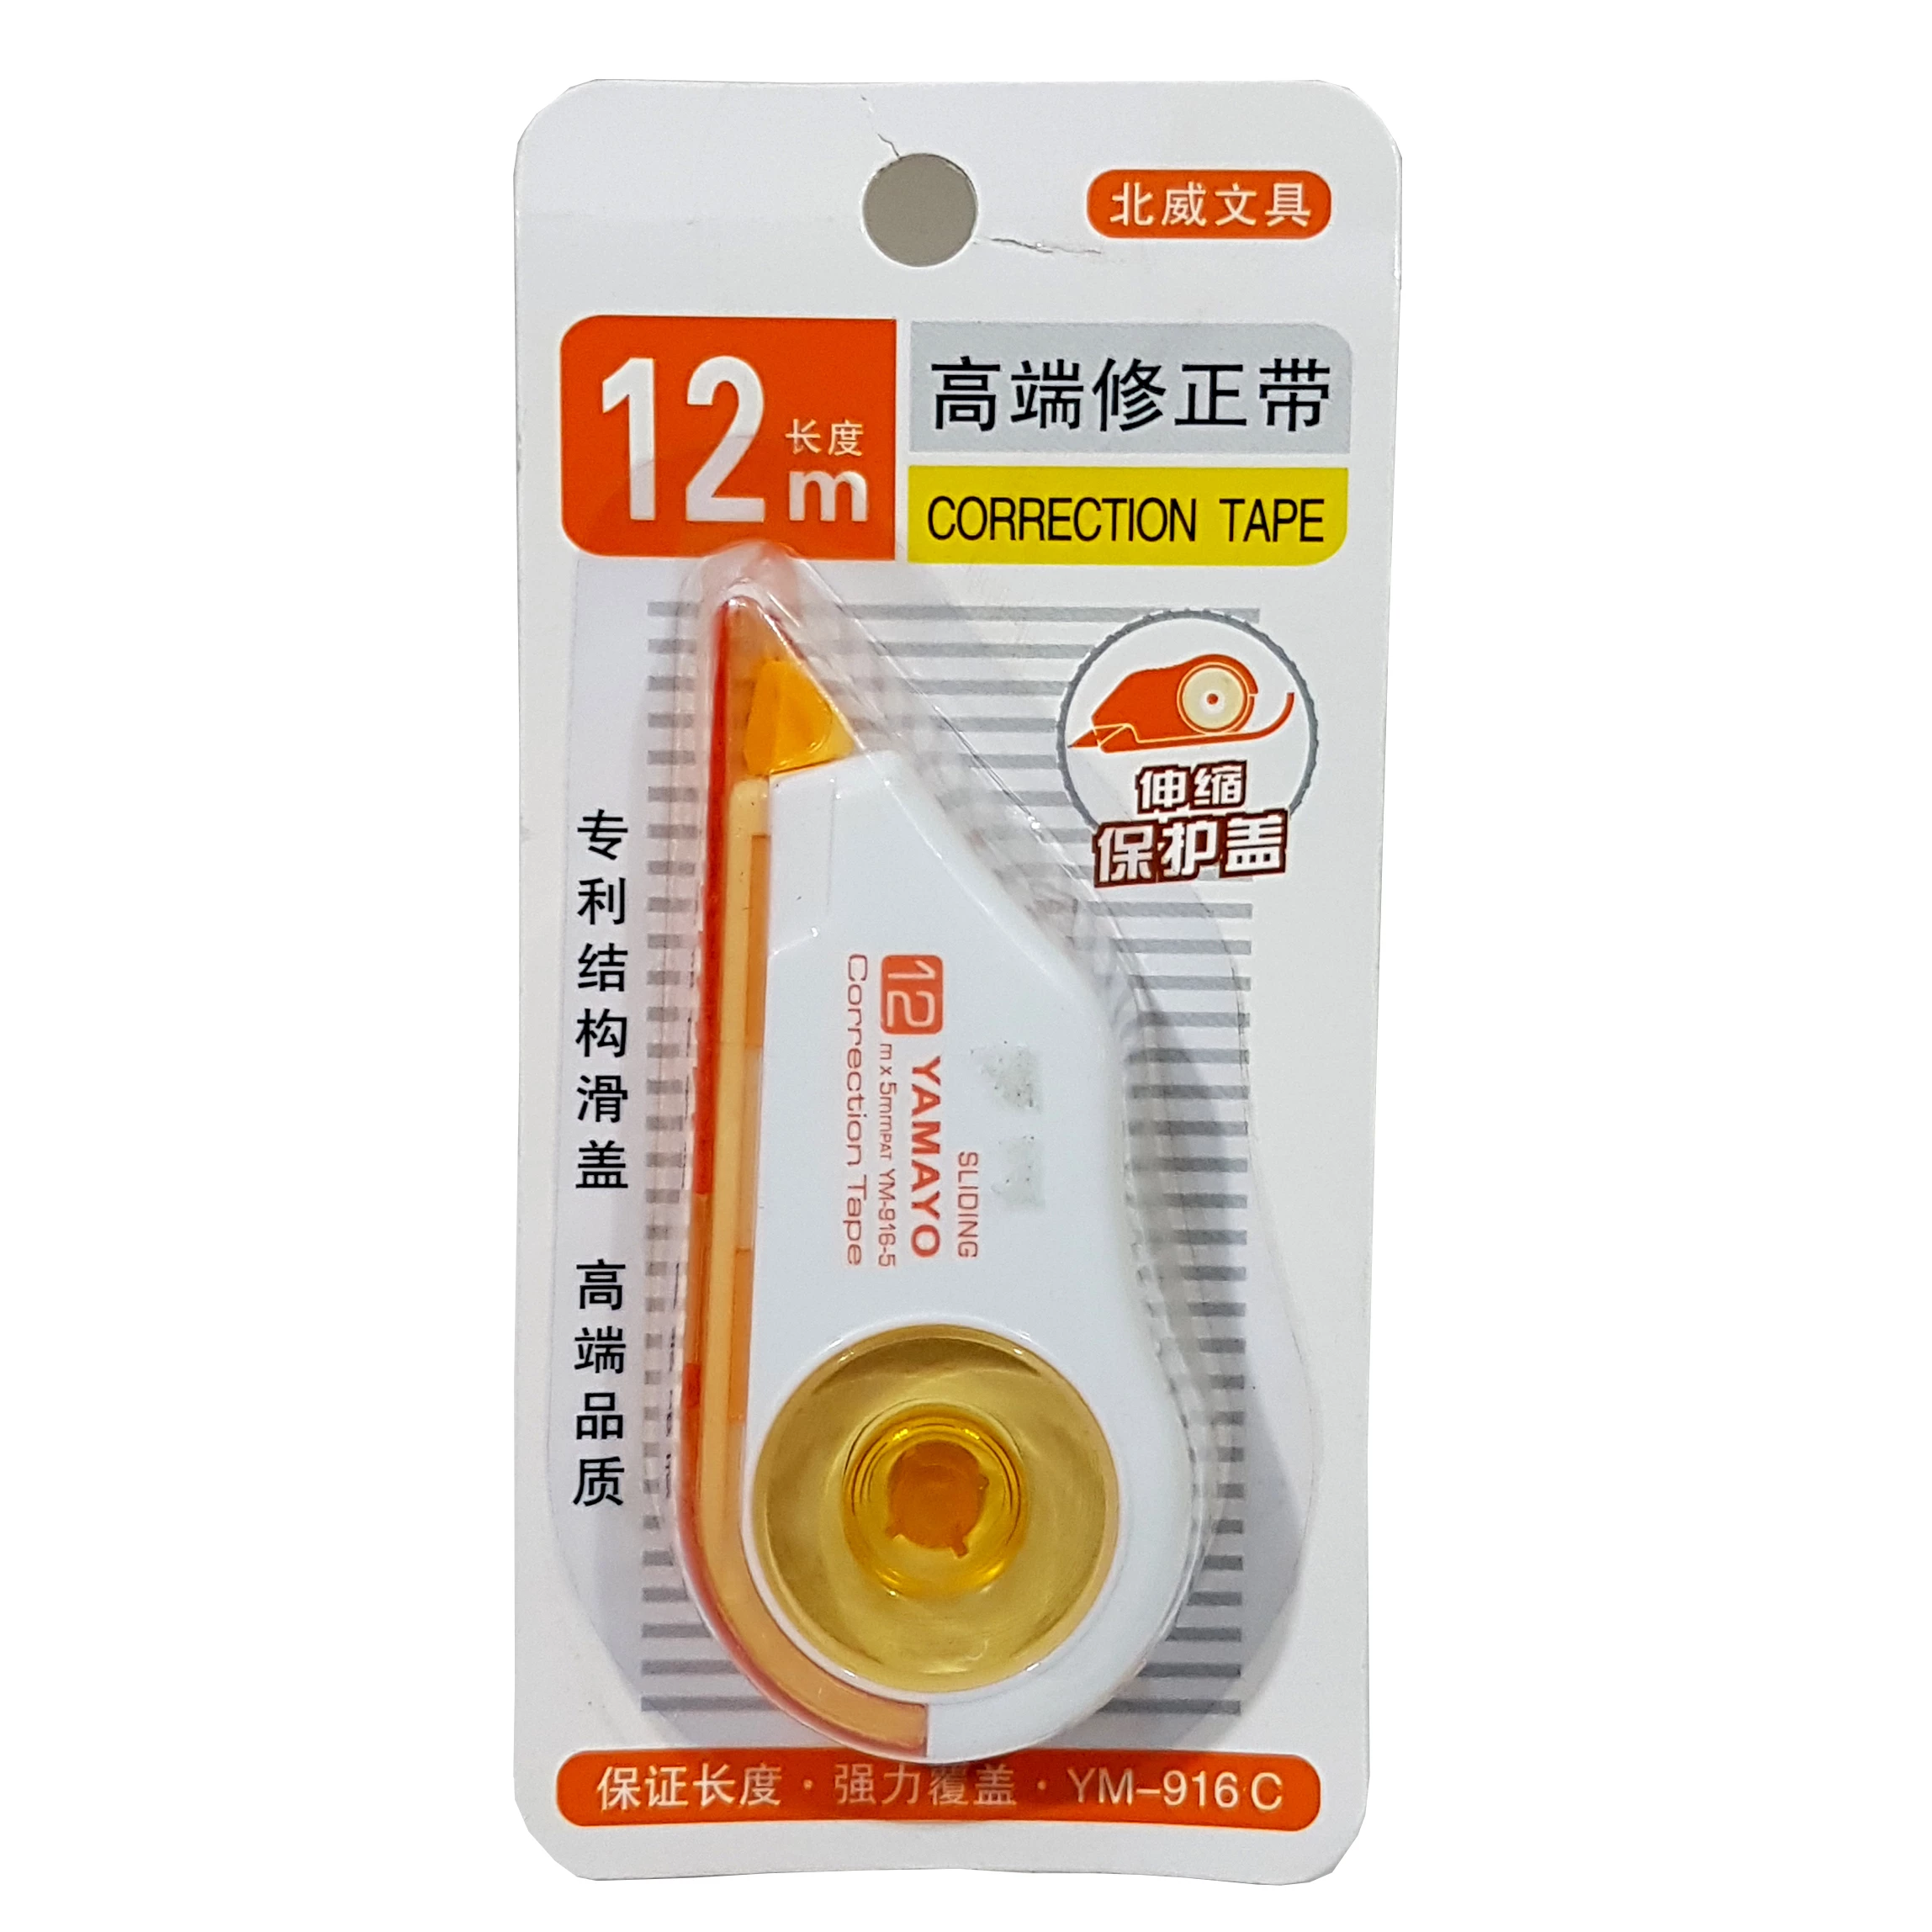 北威文具
12 长度 m
高端修正带
CORRECTION TAPE
伸缩
保护盖
专利结构滑盖 高端品质
SLIDING
12 YAMAYO
m x 5mm PAT YM-916-5
Correction Tape
保证长度·强力覆盖·YM-916C